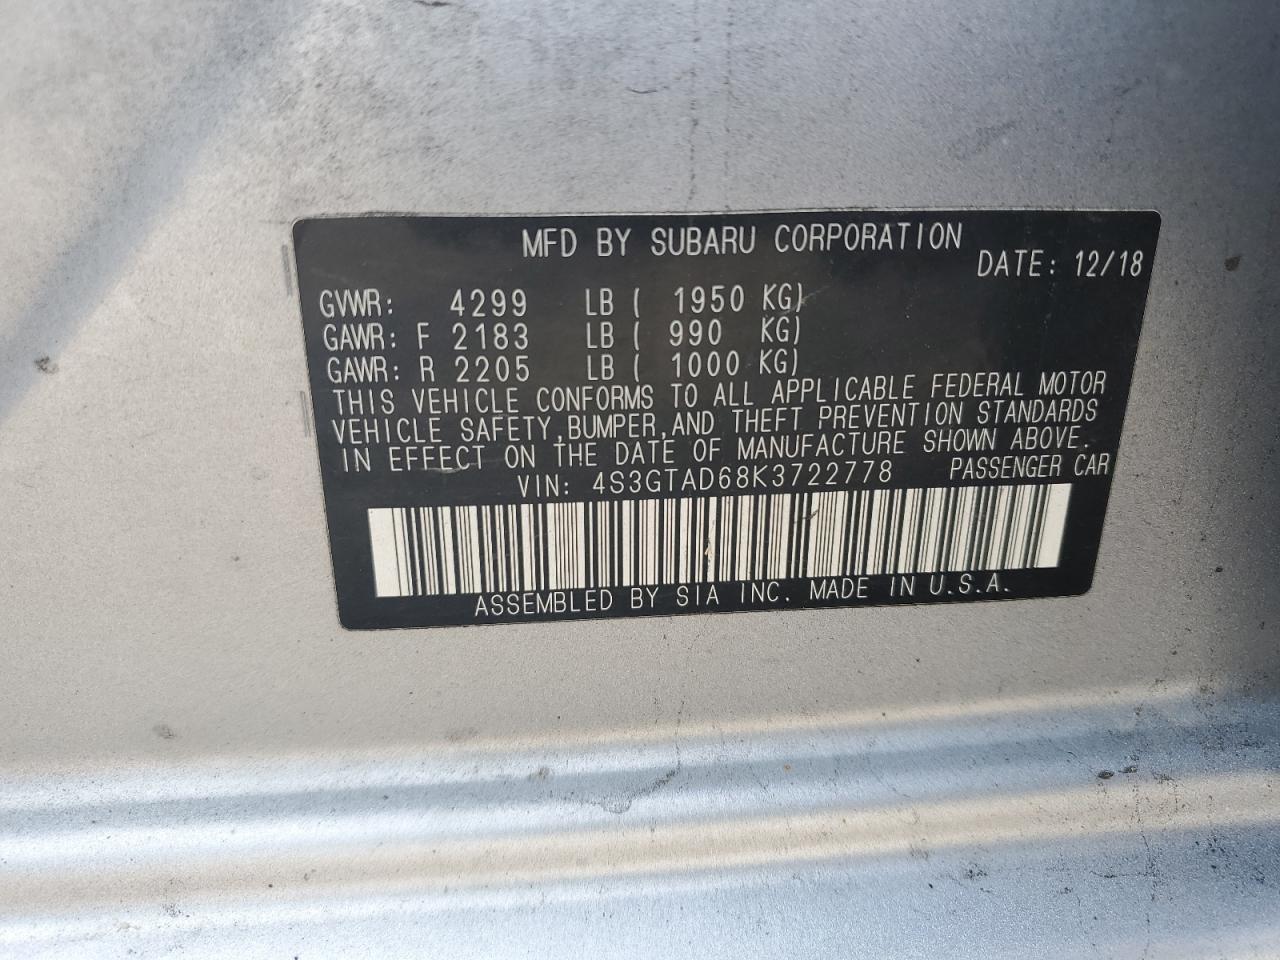 MFD BY SUBARU CORPORATION
DATE: 12/18
GVWR: 4299 LB ( 1950 KG)
GAWR: F 2183 LB ( 990 KG)
GAWR: R 2205 LB ( 1000 KG)
THIS VEHICLE CONFORMS TO ALL APPLICABLE FEDERAL MOTOR
VEHICLE SAFETY,BUMPER,AND THEFT PREVENTION STANDARDS
IN EFFECT ON THE DATE OF MANUFACTURE SHOWN ABOVE.
VIN: 4S3GTAD68K3722778 PASSENGER CAR
ASSEMBLED BY SIA INC. MADE IN U.S.A.